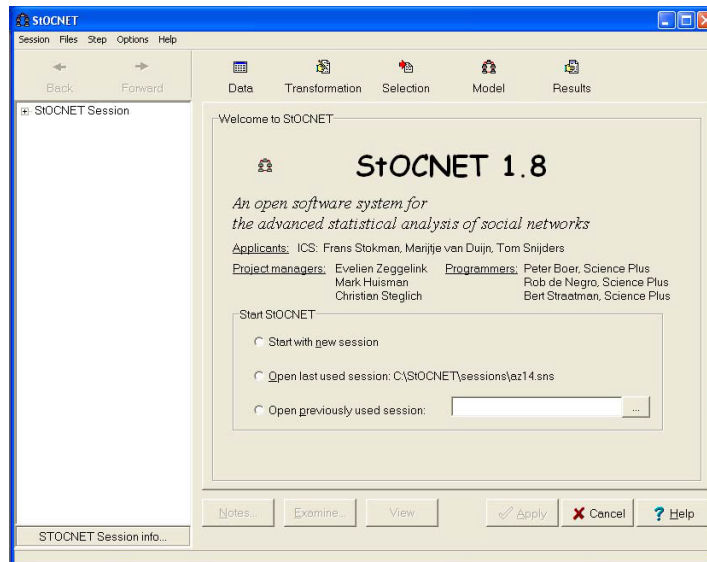 StOCNET
Session Files Step Options Help
Back Forward Data Transformation Selection Model Results
StOCNET Session
Welcome to StOCNET
StOCNET 1.8
An open software system for
the advanced statistical analysis of social networks
Applicants: ICS: Frans Stokman, Marijtje van Duijn, Tom Snijders
Project managers: Evelien Zeggelink Programmers: Peter Boer, Science Plus
Mark Huisman Rob de Negro, Science Plus
Christian Steglich Bert Straatman, Science Plus
Start StOCNET
Start with new session
Open last used session: C:\StOCNET\sessions\az14.sns
Open previously used session: ...
Notes... Examine... View Apply Cancel ? Help
STOCNET Session info...